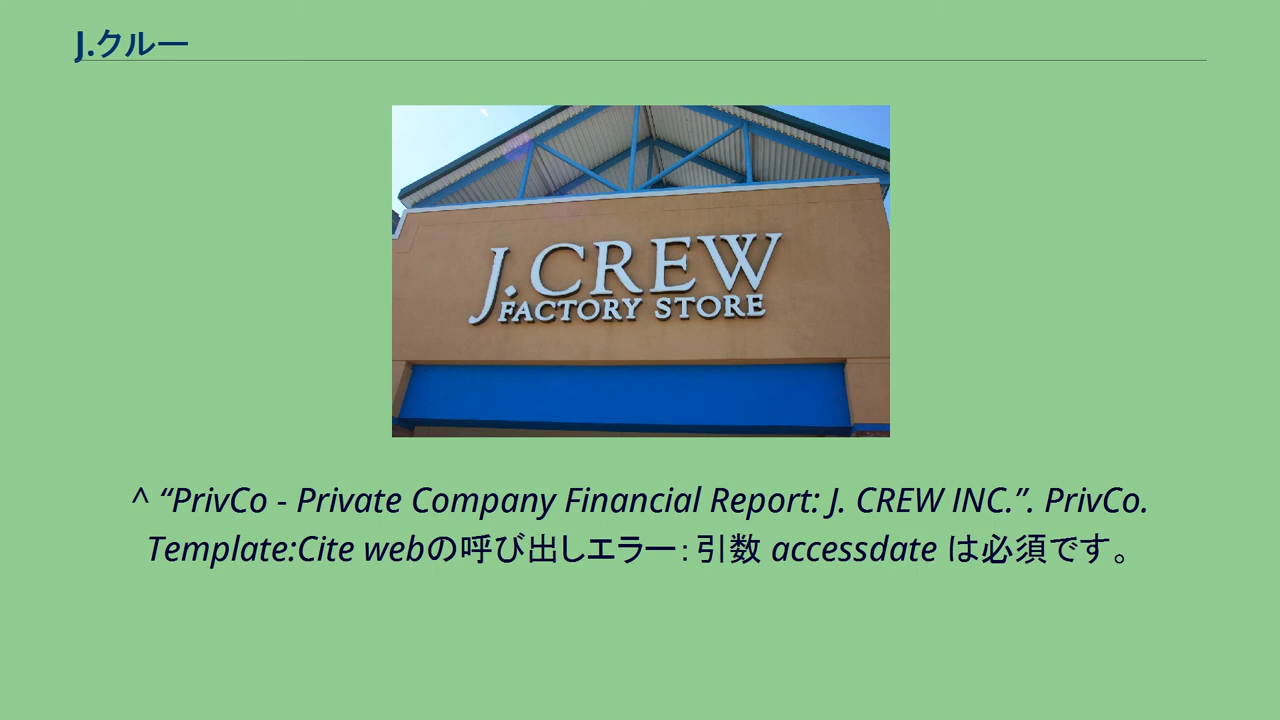 J.クルー
J.CREW
FACTORY STORE
^ “PrivCo - Private Company Financial Report: J. CREW INC.”. PrivCo.
Template:Cite webの呼び出しエラー：引数 accessdate は必須です。